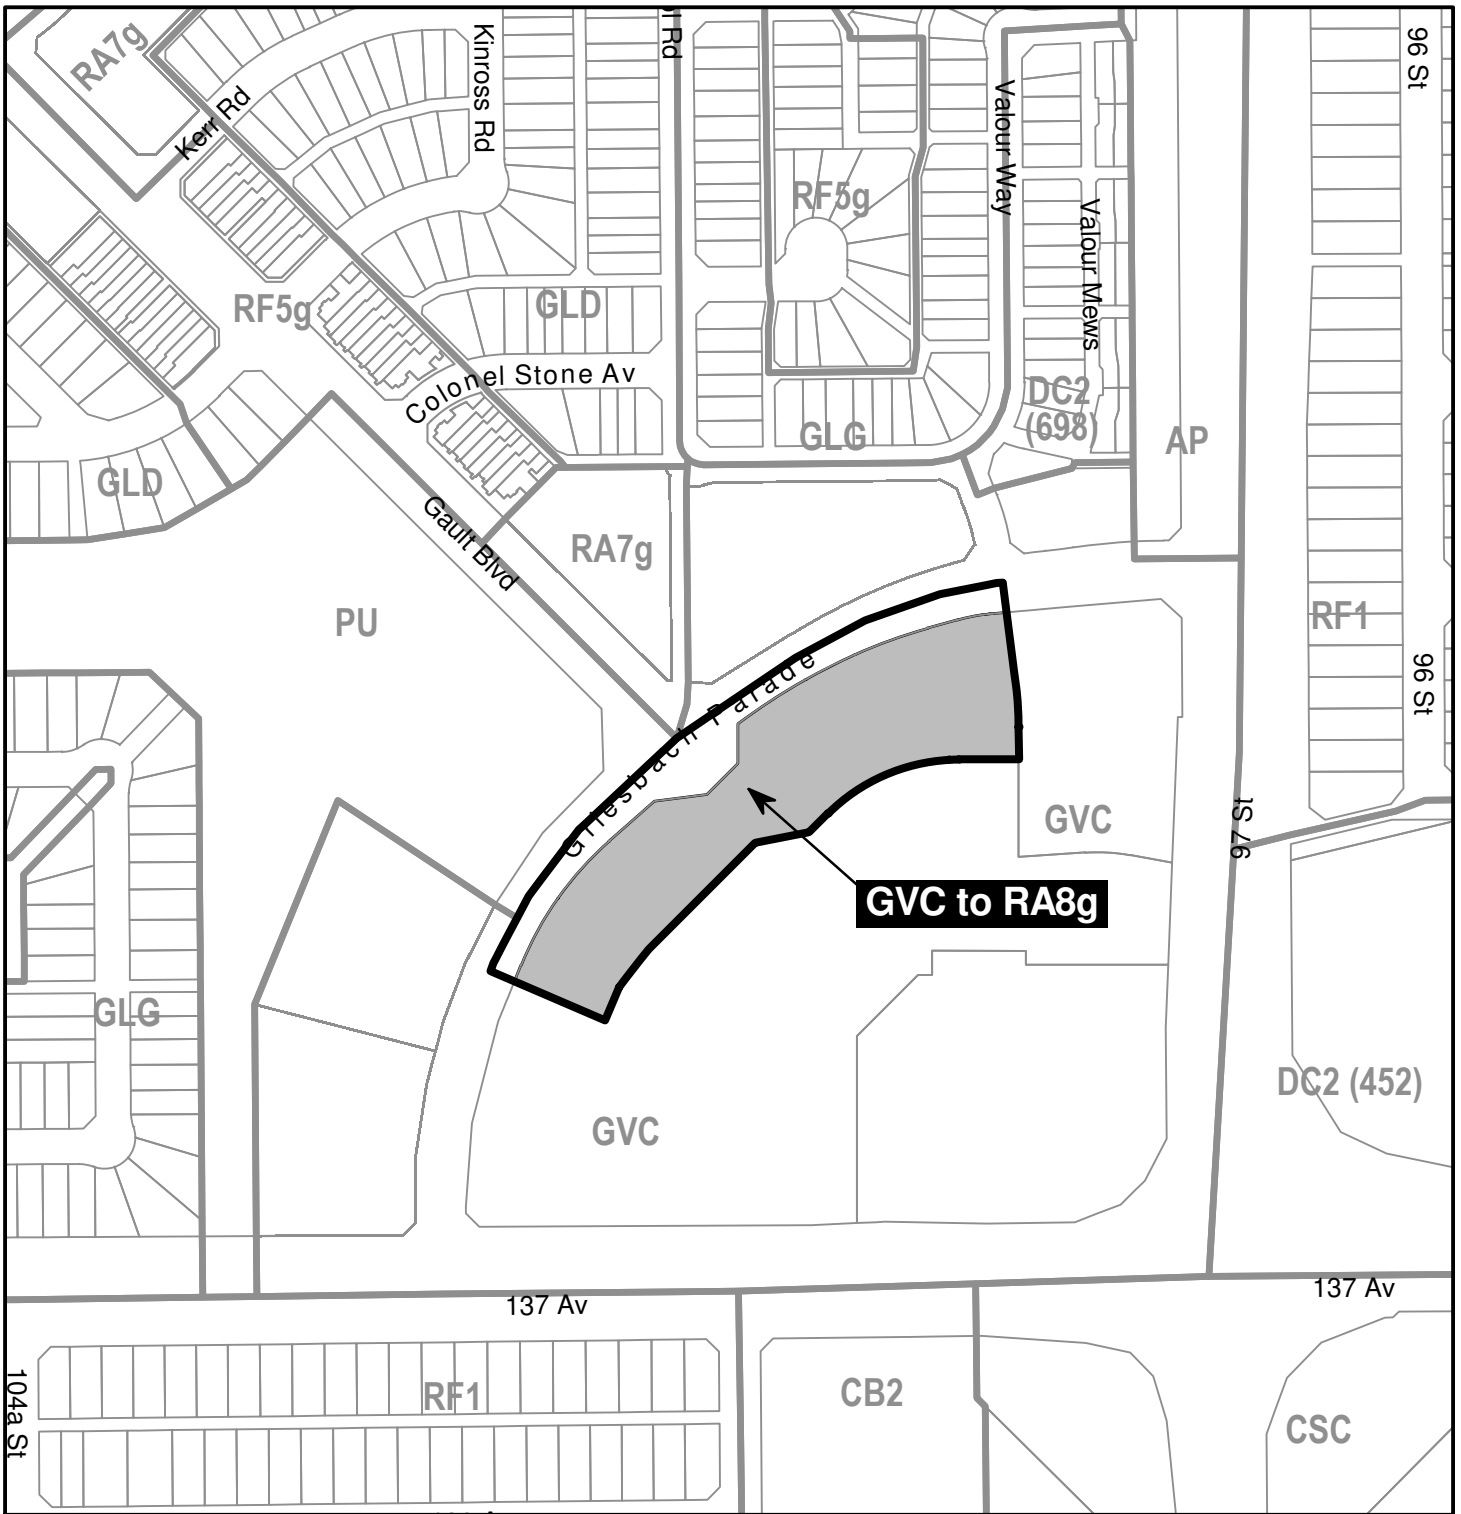 RA7g
Kerr Rd
Kinross Rd
ol Rd
Valour Way
Valour Mews
96 St
RF5g
RF5g
GLD
Colonel Stone Av
DC2
(698)
GLG
AP
GLD
Gault Blvd
RA7g
PU
RF1
96 St
Griesbach Parade
GVC
97 St
GVC to RA8g
GLG
DC2 (452)
GVC
137 Av
137 Av
104a St
RF1
CB2
CSC